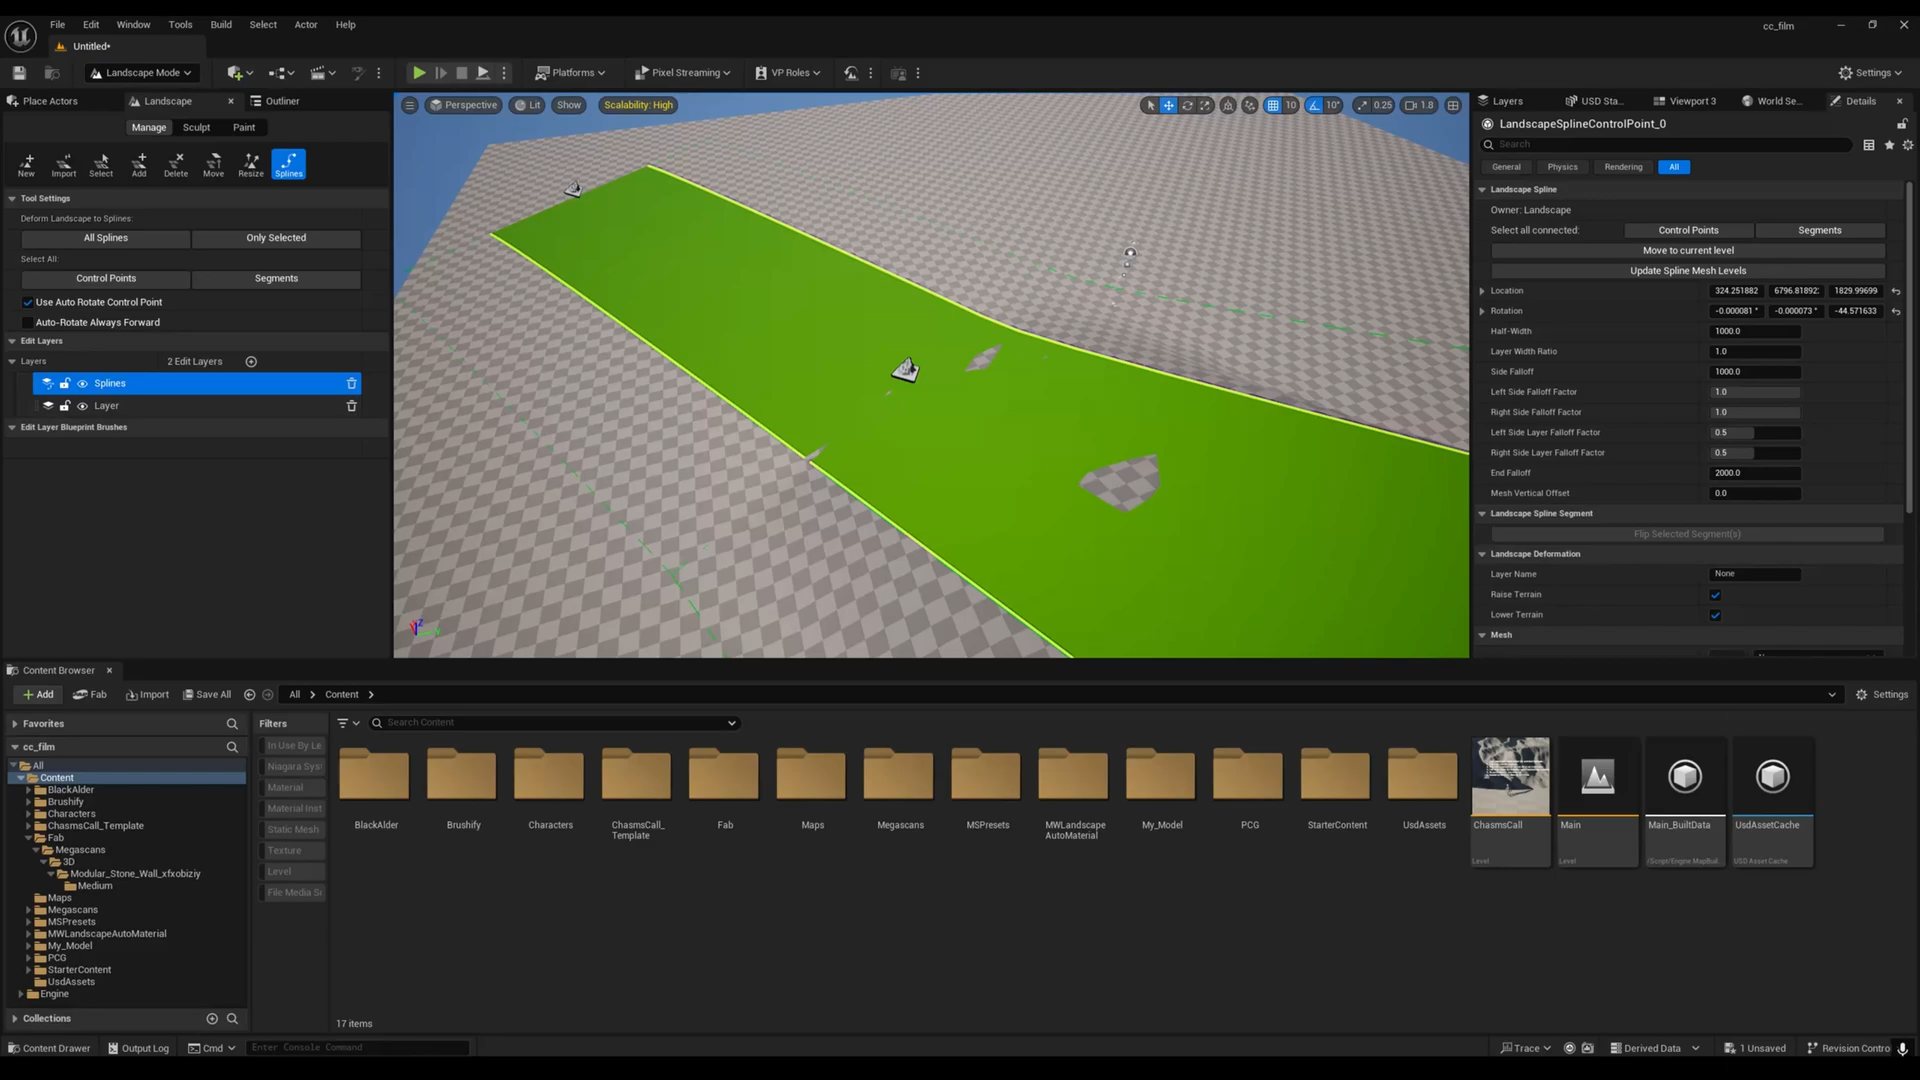 File Edit Window Tools Build Select Actor Help
cc_film
Untitled*
Landscape Mode
Platforms
Pixel Streaming
VP Roles
Settings
Place Actors
Landscape
Outliner
Manage Sculpt Paint
New Import Select Add Delete Move Resize Splines
Tool Settings
Deform Landscape to Splines:
All Splines Only Selected
Select All:
Control Points Segments
Use Auto Rotate Control Point
Auto-Rotate Always Forward
Edit Layers
Layers 2 Edit Layers
Splines
Layer
Edit Layer Blueprint Brushes
Perspective Lit Show Scalability: High
10 10° 0.25 1.8
Layers USD Sta... Viewport 3 World Se... Details
LandscapeSplineControlPoint_0
Search
General Physics Rendering All
Landscape Spline
Owner: Landscape
Select all connected: Control Points Segments
Move to current level
Update Spline Mesh Levels
Location 324.251882 6796.81892 1829.99699
Rotation -0.000081 ° -0.000073 ° -44.571633
Half-Width 1000.0
Layer Width Ratio 1.0
Side Falloff 1000.0
Left Side Falloff Factor 1.0
Right Side Falloff Factor 1.0
Left Side Layer Falloff Factor 0.5
Right Side Layer Falloff Factor 0.5
End Falloff 2000.0
Mesh Vertical Offset 0.0
Landscape Spline Segment
Flip Selected Segment(s)
Landscape Deformation
Layer Name None
Raise Terrain
Lower Terrain
Mesh
Content Browser
Add Fab Import Save All All Content
Settings
Favorites
cc_film
All
Content
BlackAlder
Brushify
Characters
ChasmsCall_Template
Fab
Megascans
3D
Modular_Stone_Wall_xfxobiziy
Medium
Maps
Megascans
MSPresets
MWLandscapeAutoMaterial
My_Model
PCG
StarterContent
UsdAssets
Engine
Collections
Filters
In Use By Le
Niagara Sys
Material
Material Inst
Static Mesh
Texture
Level
File Media So
Search Content
BlackAlder
Brushify
Characters
ChasmsCall_
Template
Fab
Maps
Megascans
MSPresets
MWLandscape
AutoMaterial
My_Model
PCG
StarterContent
UsdAssets
ChasmsCall
Level
Main
Level
Main_BuiltData
/Script/Engine.MapBuil
UsdAssetCache
USD Asset Cache
17 items
Content Drawer Output Log Cmd Enter Console Command
Trace Derived Data 1 Unsaved Revision Contro